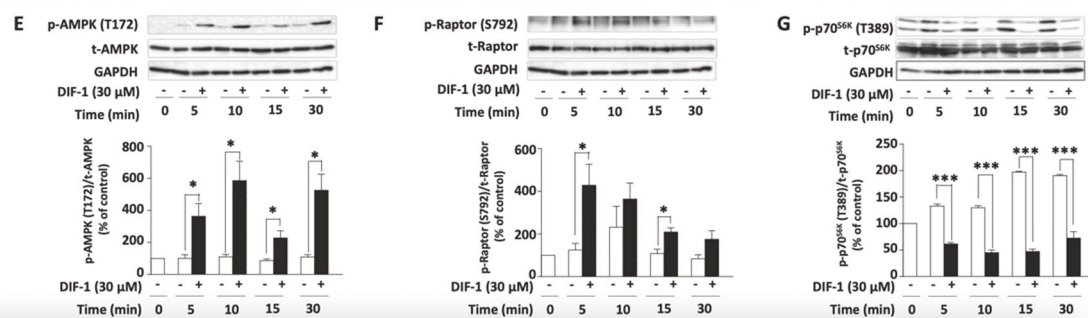 E
p-AMPK (T172)
t-AMPK
GAPDH
DIF-1 (30 µM) - - + - + - + - +
Time (min) 0 5 10 15 30
p-AMPK (T172)/t-AMPK
(% of control)
800
600
400
200
0
* * * *
DIF-1 (30 µM) - - + - + - + - +
Time (min) 0 5 10 15 30
F
p-Raptor (S792)
t-Raptor
GAPDH
DIF-1 (30 µM) - - + - + - + - +
Time (min) 0 5 10 15 30
p-Raptor (S792)/t-Raptor
(% of control)
600
400
200
0
* *
DIF-1 (30 µM) - - + - + - + - +
Time (min) 0 5 10 15 30
G
p-p70S6K (T389)
t-p70S6K
GAPDH
DIF-1 (30 µM) - - + - + - + - +
Time (min) 0 5 10 15 30
p-p70S6K (T389)/t-p70S6K
(% of control)
250
200
150
100
50
0
*** *** *** ***
DIF-1 (30 µM) - - + - + - + - +
Time (min) 0 5 10 15 30